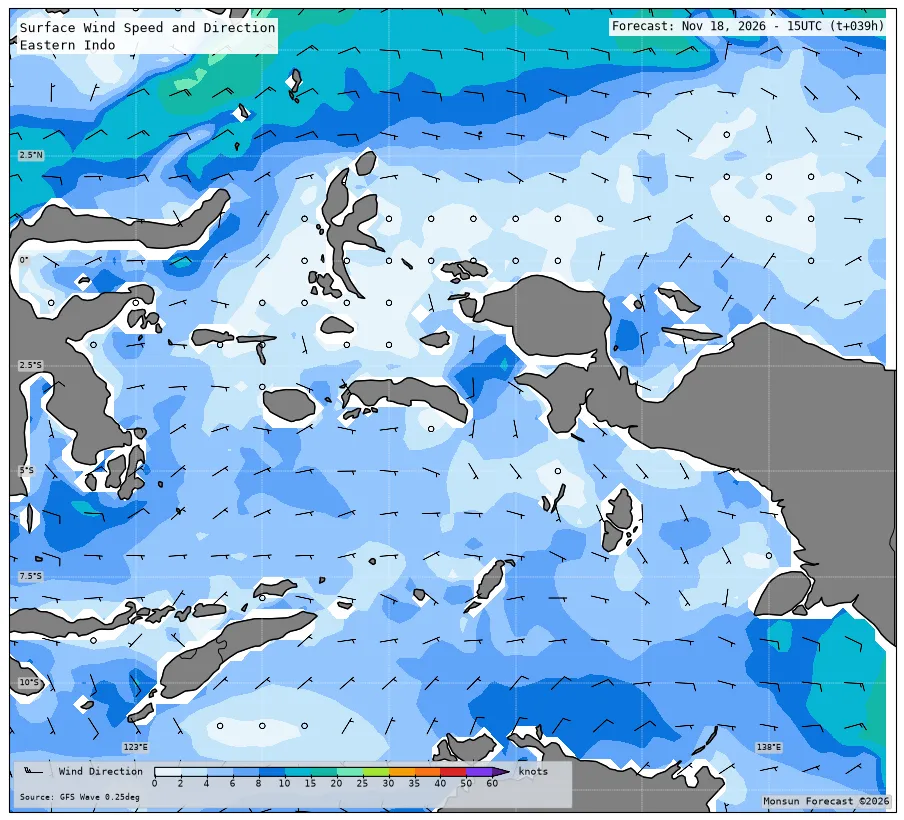 Surface Wind Speed and Direction
Eastern Indo
Forecast: Nov 18, 2026 - 15UTC (t+039h)
2.5°N
0°
2.5°S
5°S
7.5°S
10°S
123°E
138°E
Wind Direction
knots
0 2 4 6 8 10 15 20 25 30 35 40 50 60
Source: GFS Wave 0.25deg
Monsun Forecast ©2026